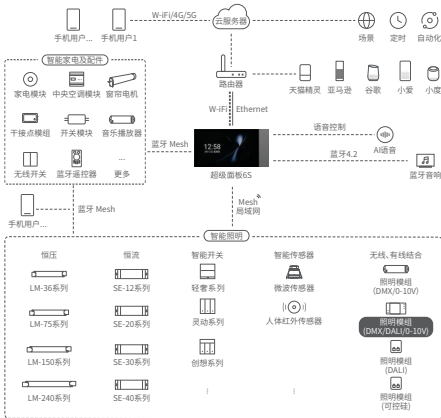 W-iFi/4G/5G
云服务器
手机用户...
手机用户1
场景
定时
自动化
智能家电及配件
家电模块
中央空调模块
窗帘电机
路由器
天猫精灵
亚马逊
谷歌
小爱
小度
W-iFi
Ethernet
干接点模组
开关模块
音乐播放器
语音控制
AI语音
蓝牙 Mesh
12:58
蓝牙4.2
蓝牙音响
无线开关
蓝牙遥控器
...
更多
超级面板6S
手机用户...
蓝牙 Mesh
Mesh
局域网
智能照明
恒压
恒流
智能开关
智能传感器
无线、有线结合
LM-36系列
SE-12系列
轻奢系列
微波传感器
照明模组
(DMX/0-10V)
LM-75系列
SE-20系列
灵动系列
人体红外传感器
照明模组
(DMX/DALI/0-10V)
LM-150系列
SE-30系列
创想系列
照明模组
(DALI)
LM-240系列
SE-40系列
照明模组
(可控硅)